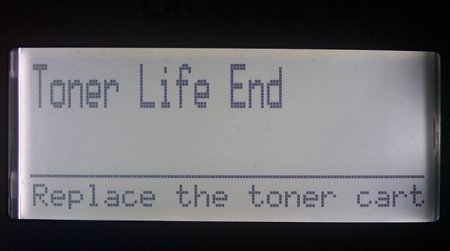 Toner Life End
Replace the toner cart